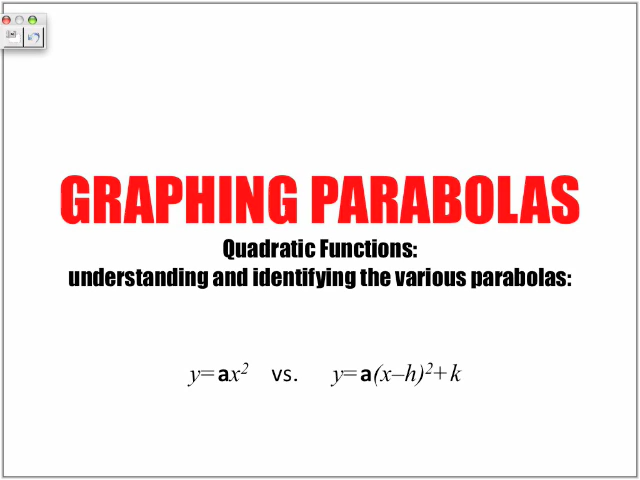 GRAPHING PARABOLAS
Quadratic Functions:
understanding and identifying the various parabolas:
y=ax² vs. y=a(x–h)²+k